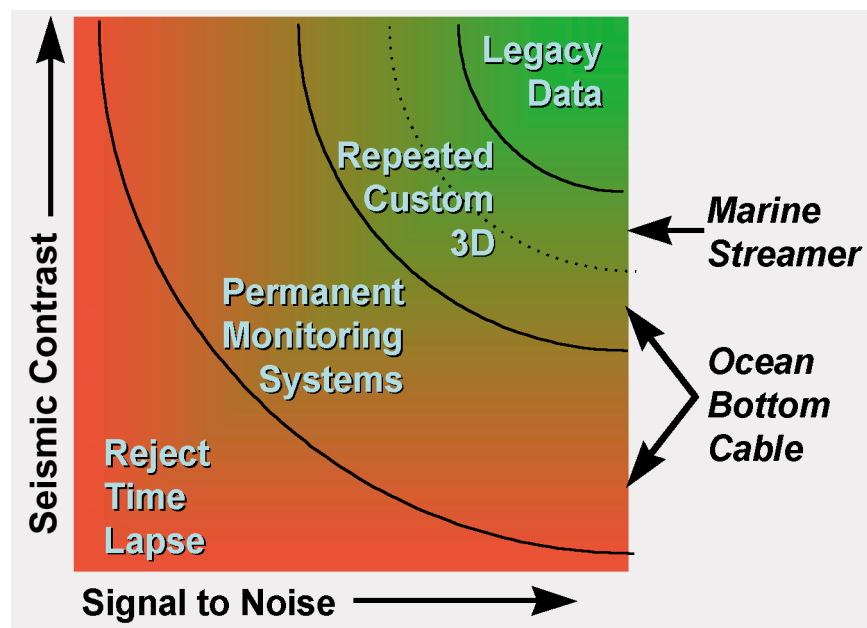 Legacy
Data
Repeated
Custom
3D
Permanent
Monitoring
Systems
Reject
Time
Lapse
Marine
Streamer
Ocean
Bottom
Cable
Seismic Contrast
Signal to Noise